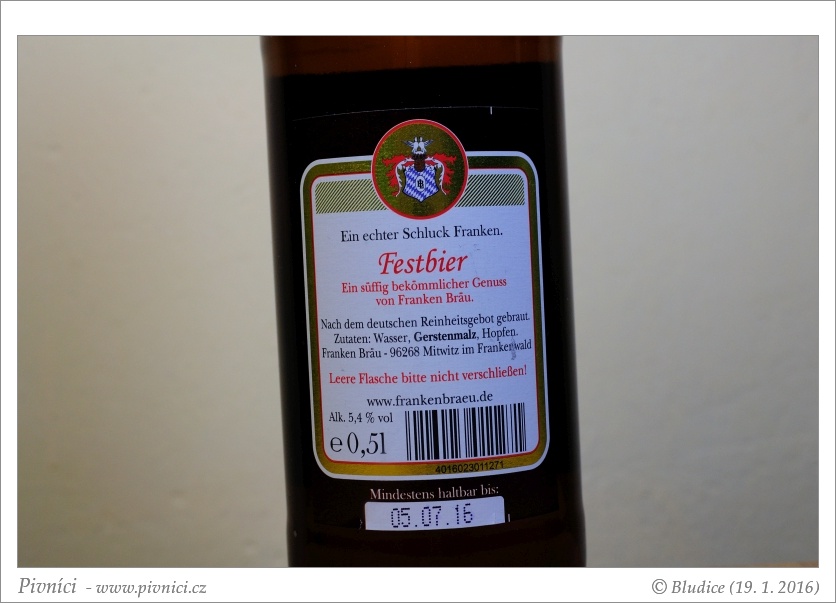 Ein echter Schluck Franken.
Festbier
Ein süffig bekömmlicher Genuss
von Franken Bräu.
Nach dem deutschen Reinheitsgebot gebraut.
Zutaten: Wasser, Gerstenmalz, Hopfen.
Franken Bräu - 96268 Mitwitz im Frankenwald
Leere Flasche bitte nicht verschließen!
www.frankenbraeu.de
Alk. 5,4 % vol
e 0,5l
4016023011271
Mindestens haltbar bis:
05.07.16
Pivníci - www.pivnici.cz
© Bludice (19. 1. 2016)